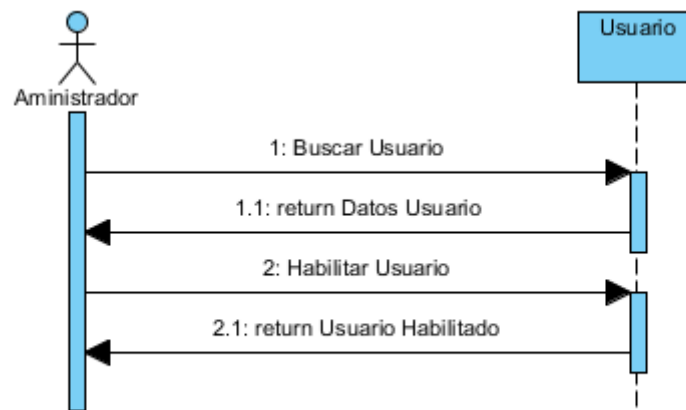 Usuario
Aministrador
1: Buscar Usuario
1.1: return Datos Usuario
2: Habilitar Usuario
2.1: return Usuario Habilitado